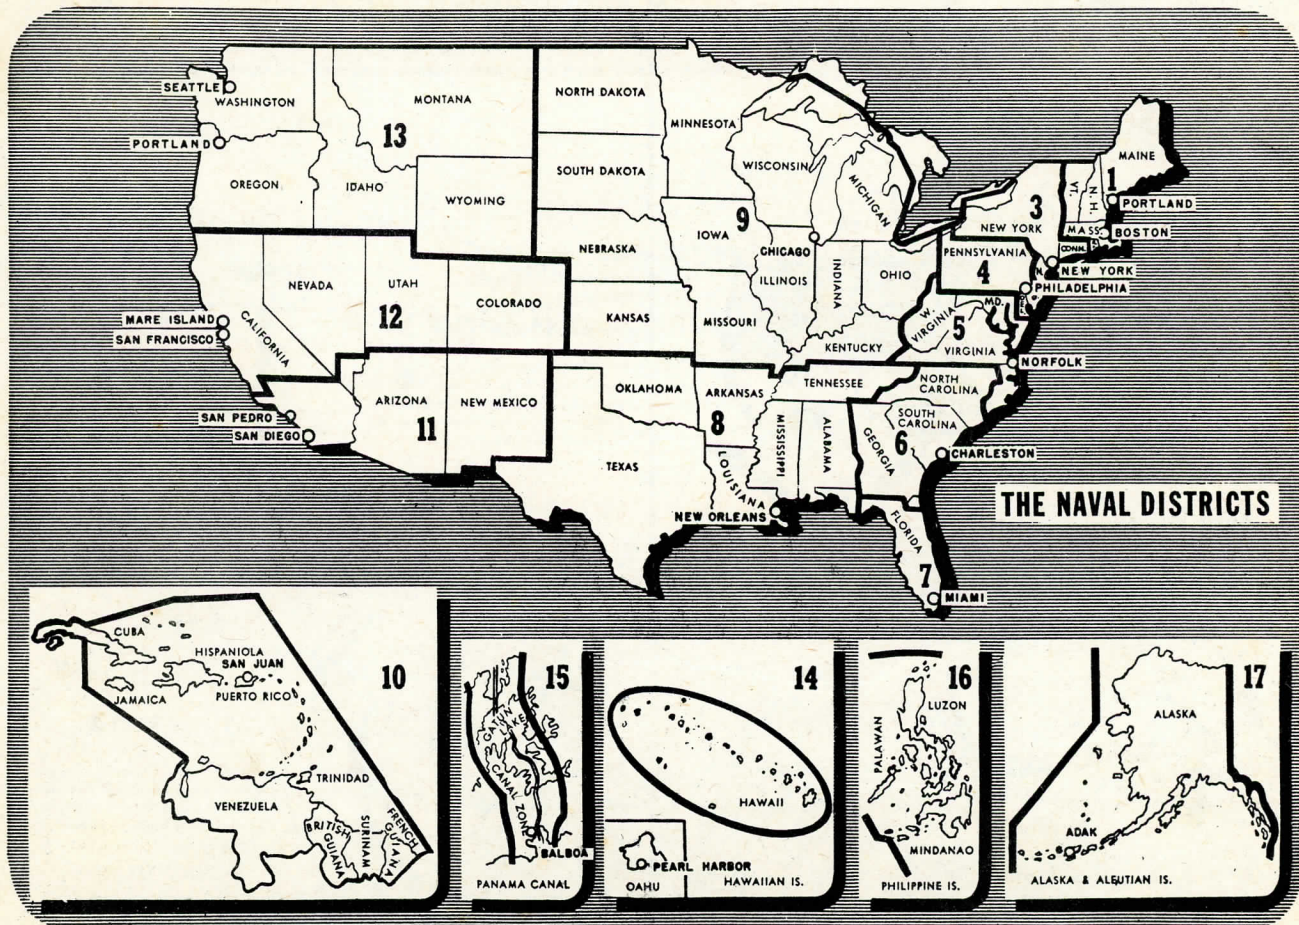 SEATTLE
WASHINGTON
MONTANA
NORTH DAKOTA
MINNESOTA
13
PORTLAND
OREGON
IDAHO
WYOMING
SOUTH DAKOTA
WISCONSIN
MICHIGAN
MAINE
VT.
N.H.
1
PORTLAND
9
IOWA
NEBRASKA
CHICAGO
3
NEW YORK
MASS.
BOSTON
CONN.
PENNSYLVANIA
4
NEW YORK
PHILADELPHIA
NEVADA
UTAH
COLORADO
12
CALIFORNIA
MARE ISLAND
SAN FRANCISCO
KANSAS
MISSOURI
ILLINOIS
INDIANA
OHIO
KENTUCKY
W.
VIRGINIA
MD.
5
VIRGINIA
NORFOLK
SAN PEDRO
SAN DIEGO
ARIZONA
NEW MEXICO
11
OKLAHOMA
ARKANSAS
8
TENNESSEE
NORTH
CAROLINA
SOUTH
CAROLINA
6
GEORGIA
CHARLESTON
TEXAS
LOUISIANA
MISSISSIPPI
ALABAMA
NEW ORLEANS
FLORIDA
7
MIAMI
THE NAVAL DISTRICTS
10
CUBA
HISPANIOLA
SAN JUAN
JAMAICA
PUERTO RICO
TRINIDAD
VENEZUELA
BRITISH
GUIANA
SURINAM
FRENCH
GUIANA
15
GATUN
LAKE
CANAL ZONE
BALBOA
PANAMA CANAL
14
HAWAII
PEARL HARBOR
OAHU
HAWAIIAN IS.
16
LUZON
PALAWAN
MINDANAO
PHILIPPINE IS.
17
ALASKA
ADAK
ALASKA & ALEUTIAN IS.